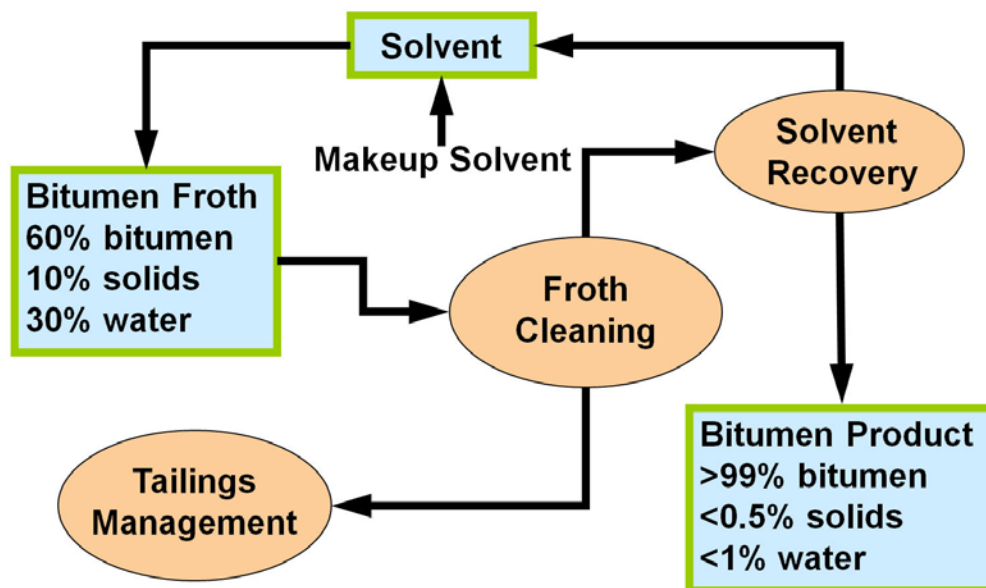 Solvent
Makeup Solvent
Solvent
Recovery
Bitumen Froth
60% bitumen
10% solids
30% water
Froth
Cleaning
Tailings
Management
Bitumen Product
>99% bitumen
<0.5% solids
<1% water